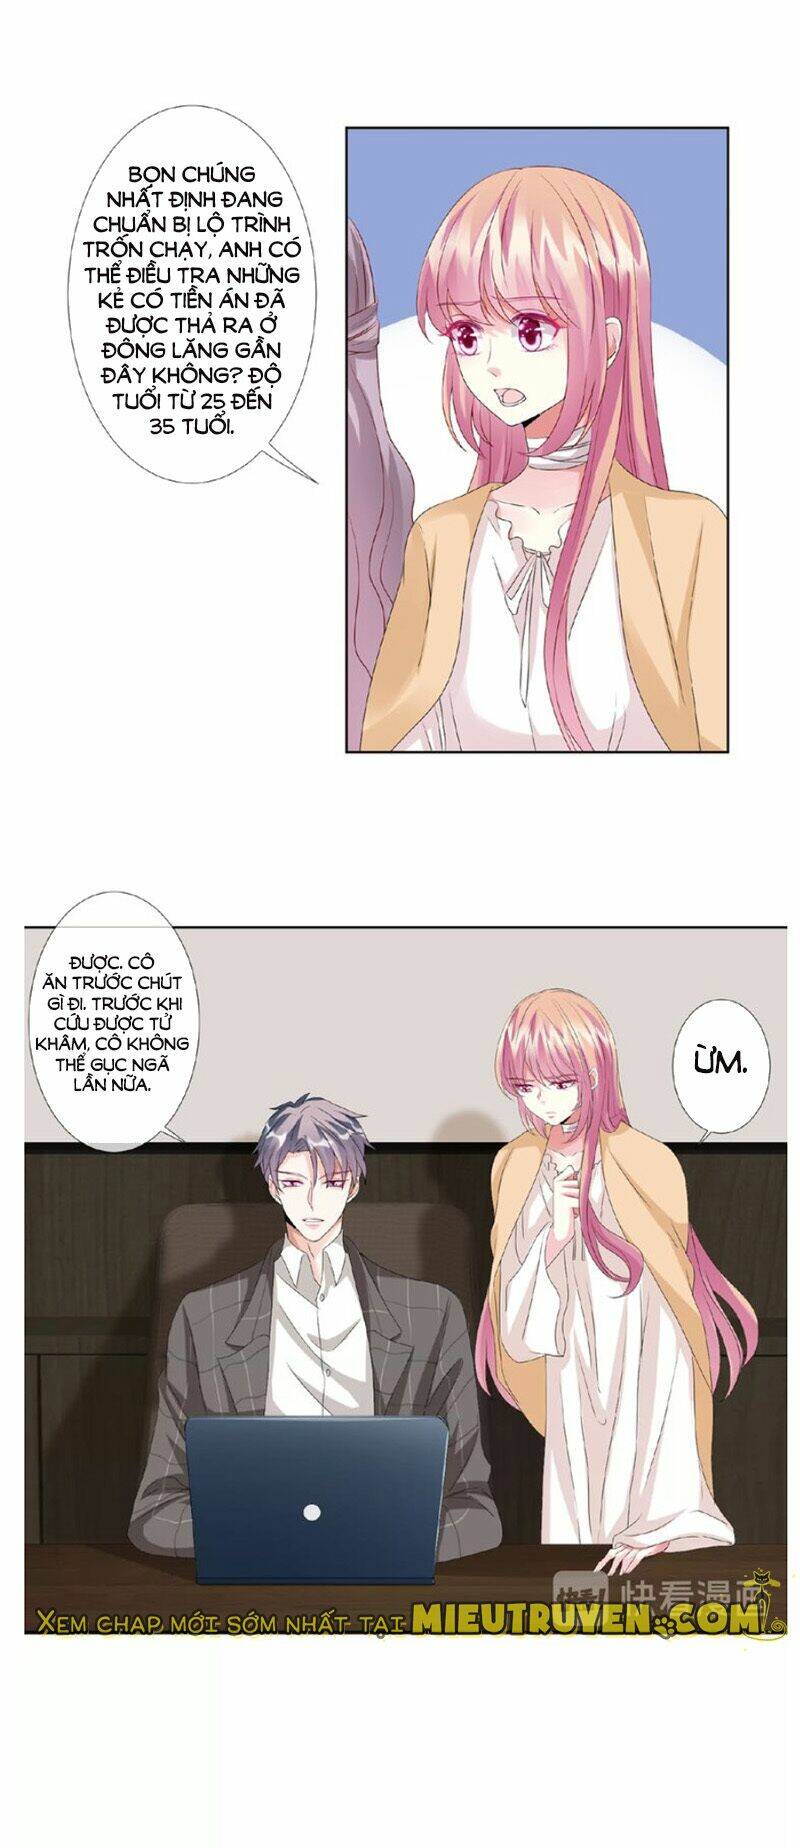 BỌN CHÚNG
NHẤT ĐỊNH ĐANG
CHUẨN BỊ LỘ TRÌNH
TRỐN CHẠY, ANH CÓ
THỂ ĐIỀU TRA NHỮNG
KẺ CÓ TIỀN ÁN ĐÃ
ĐƯỢC THẢ RA Ở
ĐÔNG LĂNG GẦN
ĐÂY KHÔNG? ĐỘ
TUỔI TỪ 25 ĐẾN
35 TUỔI.
ĐƯỢC. CÔ
ĂN TRƯỚC CHÚT
GÌ ĐI. TRƯỚC KHI
CỨU ĐƯỢC TỬ
KHÂM, CÔ KHÔNG
THỂ GỤC NGÃ
LẦN NỮA.
ỪM.
快看! 快看漫画
XEM CHAP MỚI SỚM NHẤT TẠI MIEUTRUYEN.COM